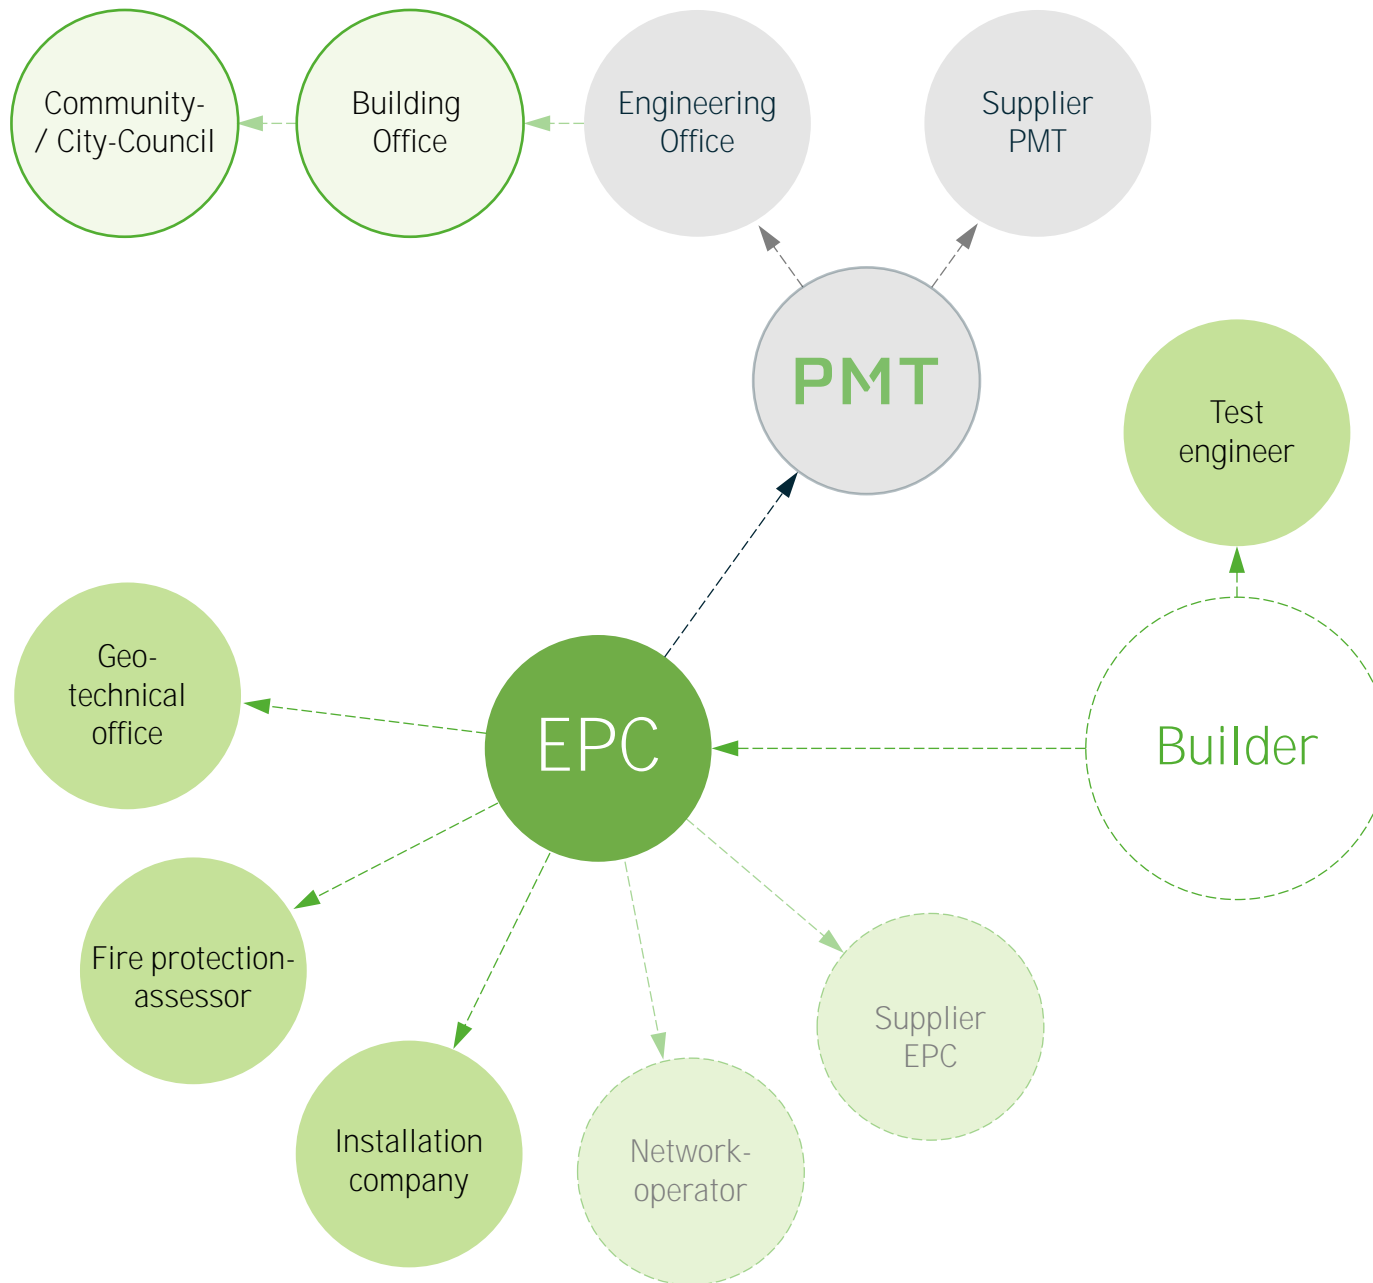 Community-
/ City-Council
Building
Office
Engineering
Office
Supplier
PMT
PMT
Test
engineer
Geo-
technical
office
EPC
Builder
Fire protection-
assessor
Supplier
EPC
Installation
company
Network-
operator